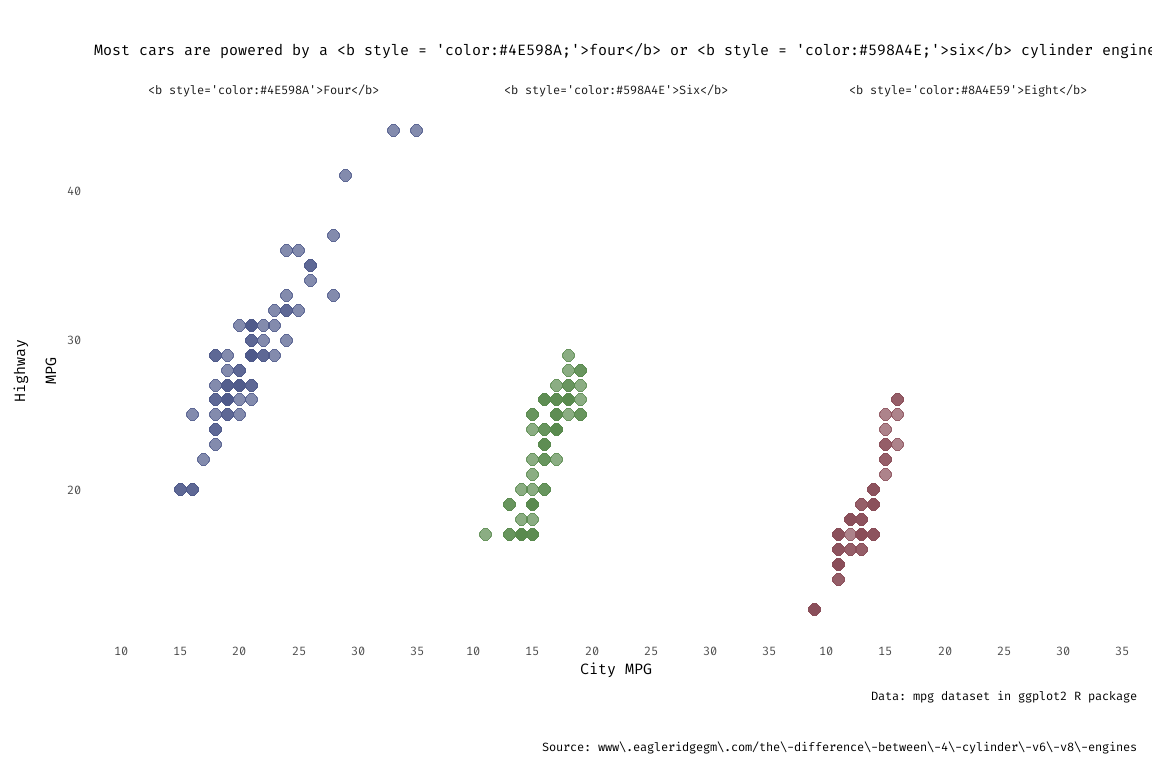 Most cars are powered by a <b style = 'color:#4E598A;'>four</b> or <b style = 'color:#598A4E;'>six</b> cylinder engine
<b style='color:#4E598A'>Four</b>
<b style='color:#598A4E'>Six</b>
<b style='color:#8A4E59'>Eight</b>
40
30
20
Highway
MPG
10 15 20 25 30 35
10 15 20 25 30 35
10 15 20 25 30 35
City MPG
Data: mpg dataset in ggplot2 R package
Source: www\.eagleridgegm\.com/the\-difference\-between\-4\-cylinder\-v6\-v8\-engines